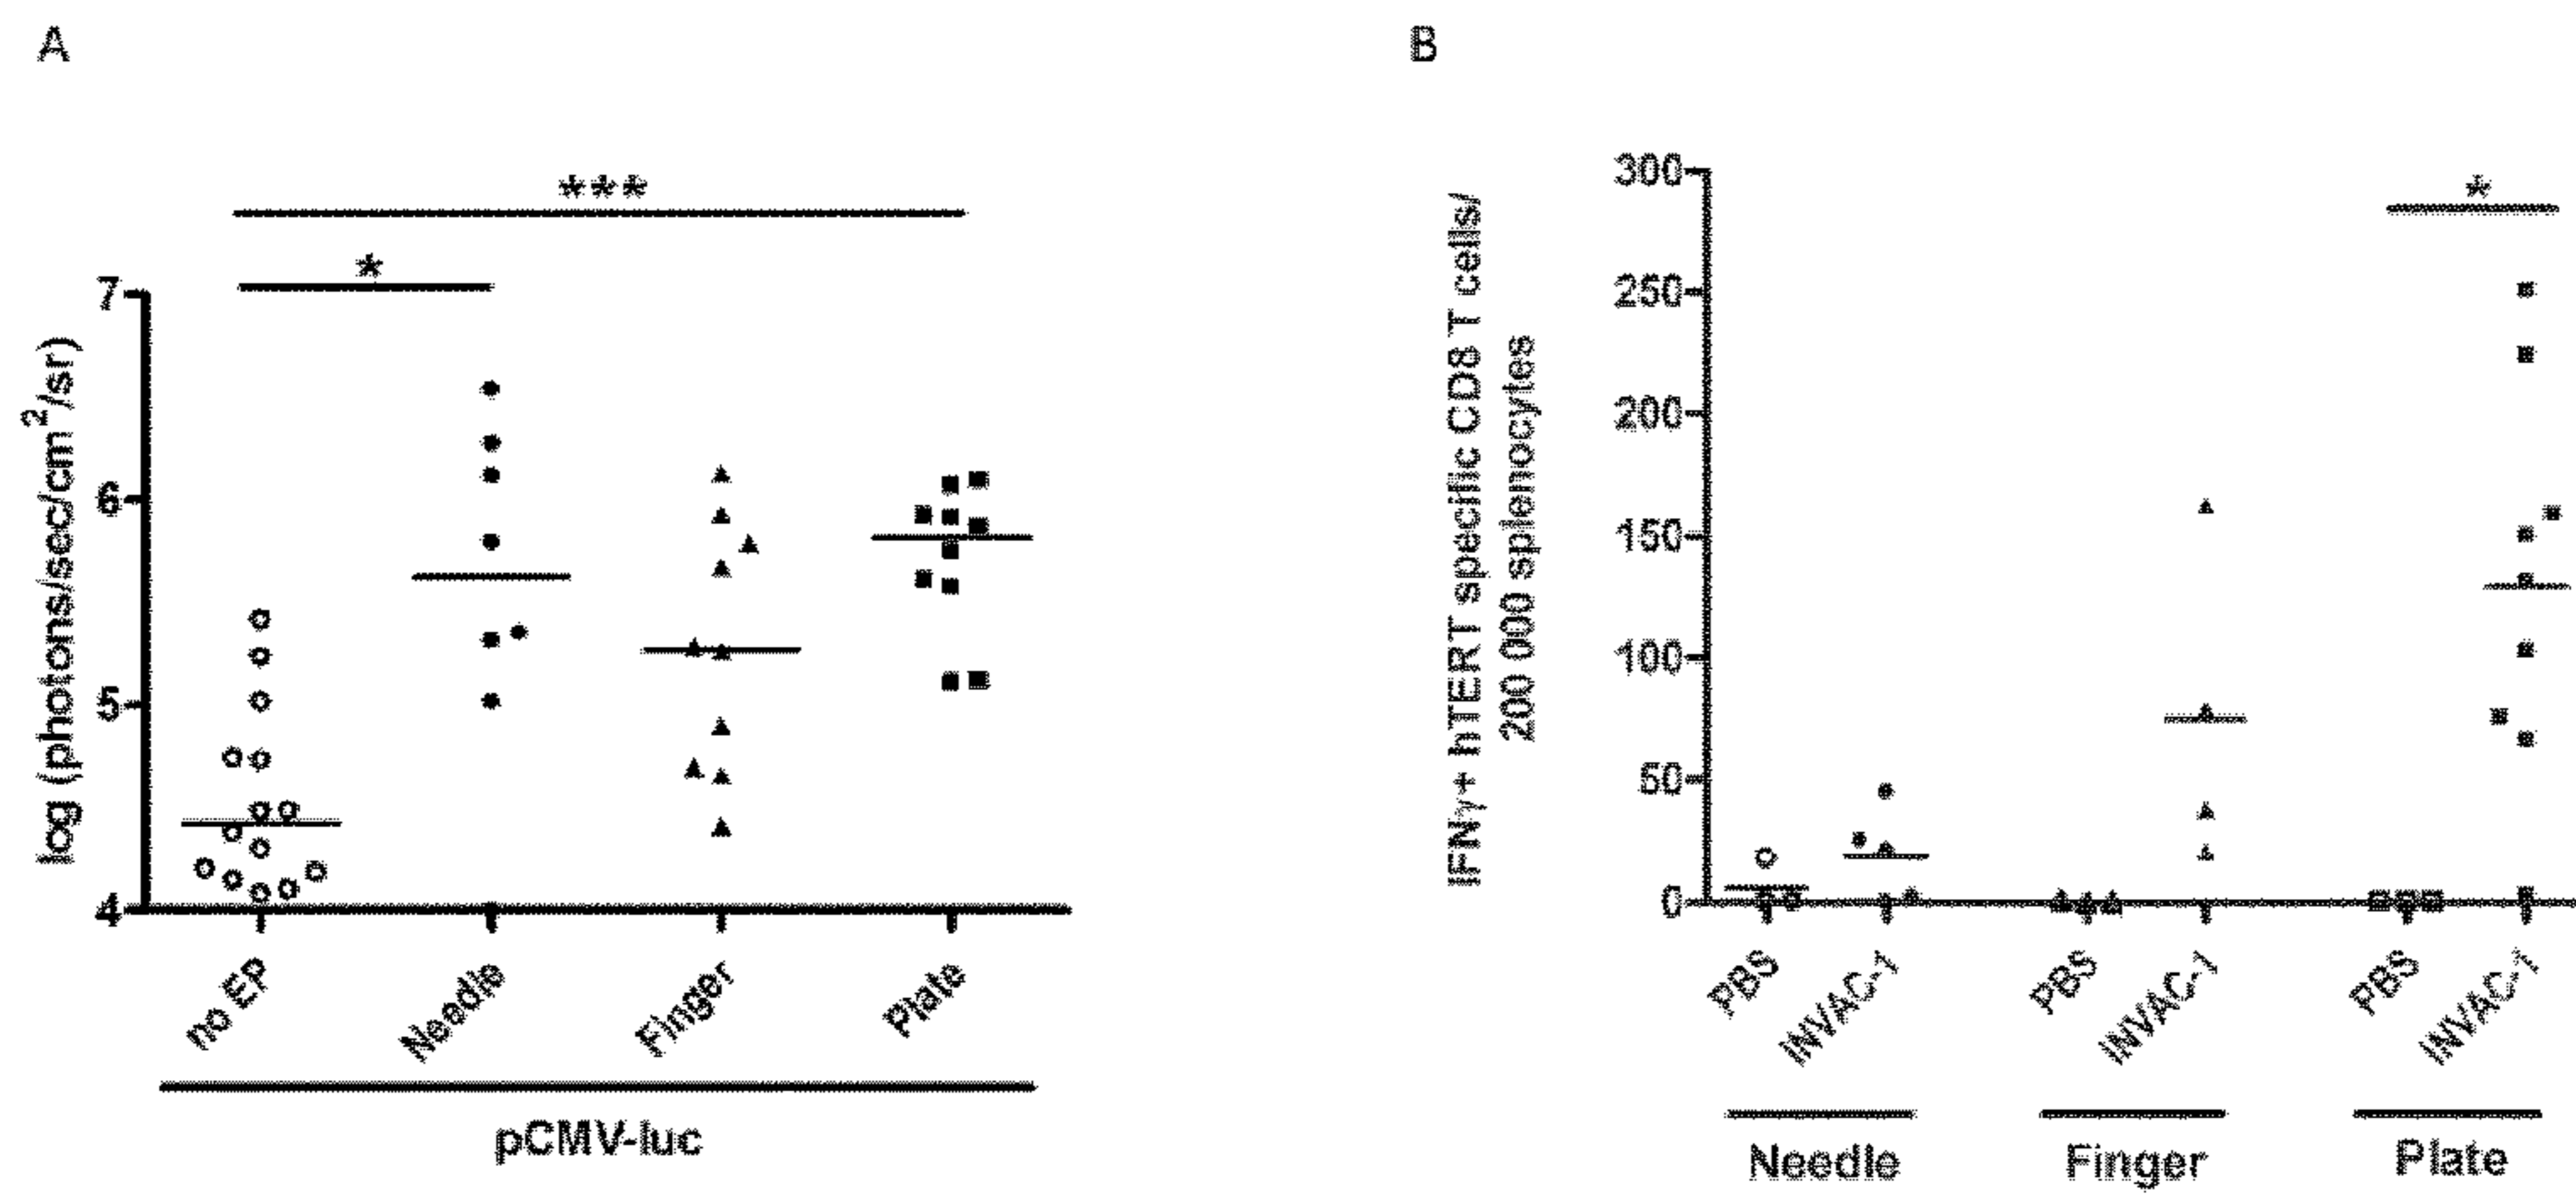 A
***
*
7
6
5
4
log (photons/sec/cm2/sr)
no EP
Needle
Finger
Plate
pCMV-luc
B
*
300
250
200
150
100
50
0
IFNγ+ hTERT specific CD8 T cells/
200 000 splenocytes
PBS
INVAC-1
PBS
INVAC-1
PBS
INVAC-1
Needle
Finger
Plate